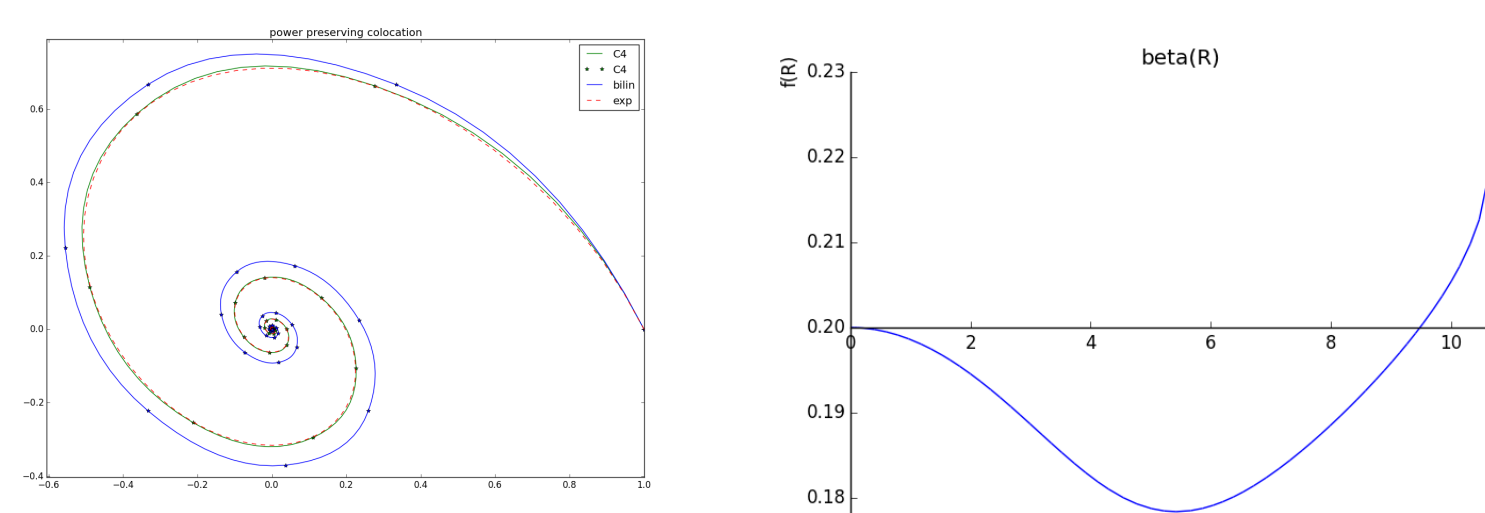 power preserving colocation
C4
C4
bilin
exp
0.6
0.4
0.2
0.0
−0.2
−0.4
−0.6 −0.4 −0.2 0.0 0.2 0.4 0.6 0.8 1.0
beta(R)
f(R)
0.23
0.22
0.21
0.20
0.19
0.18
0 2 4 6 8 10